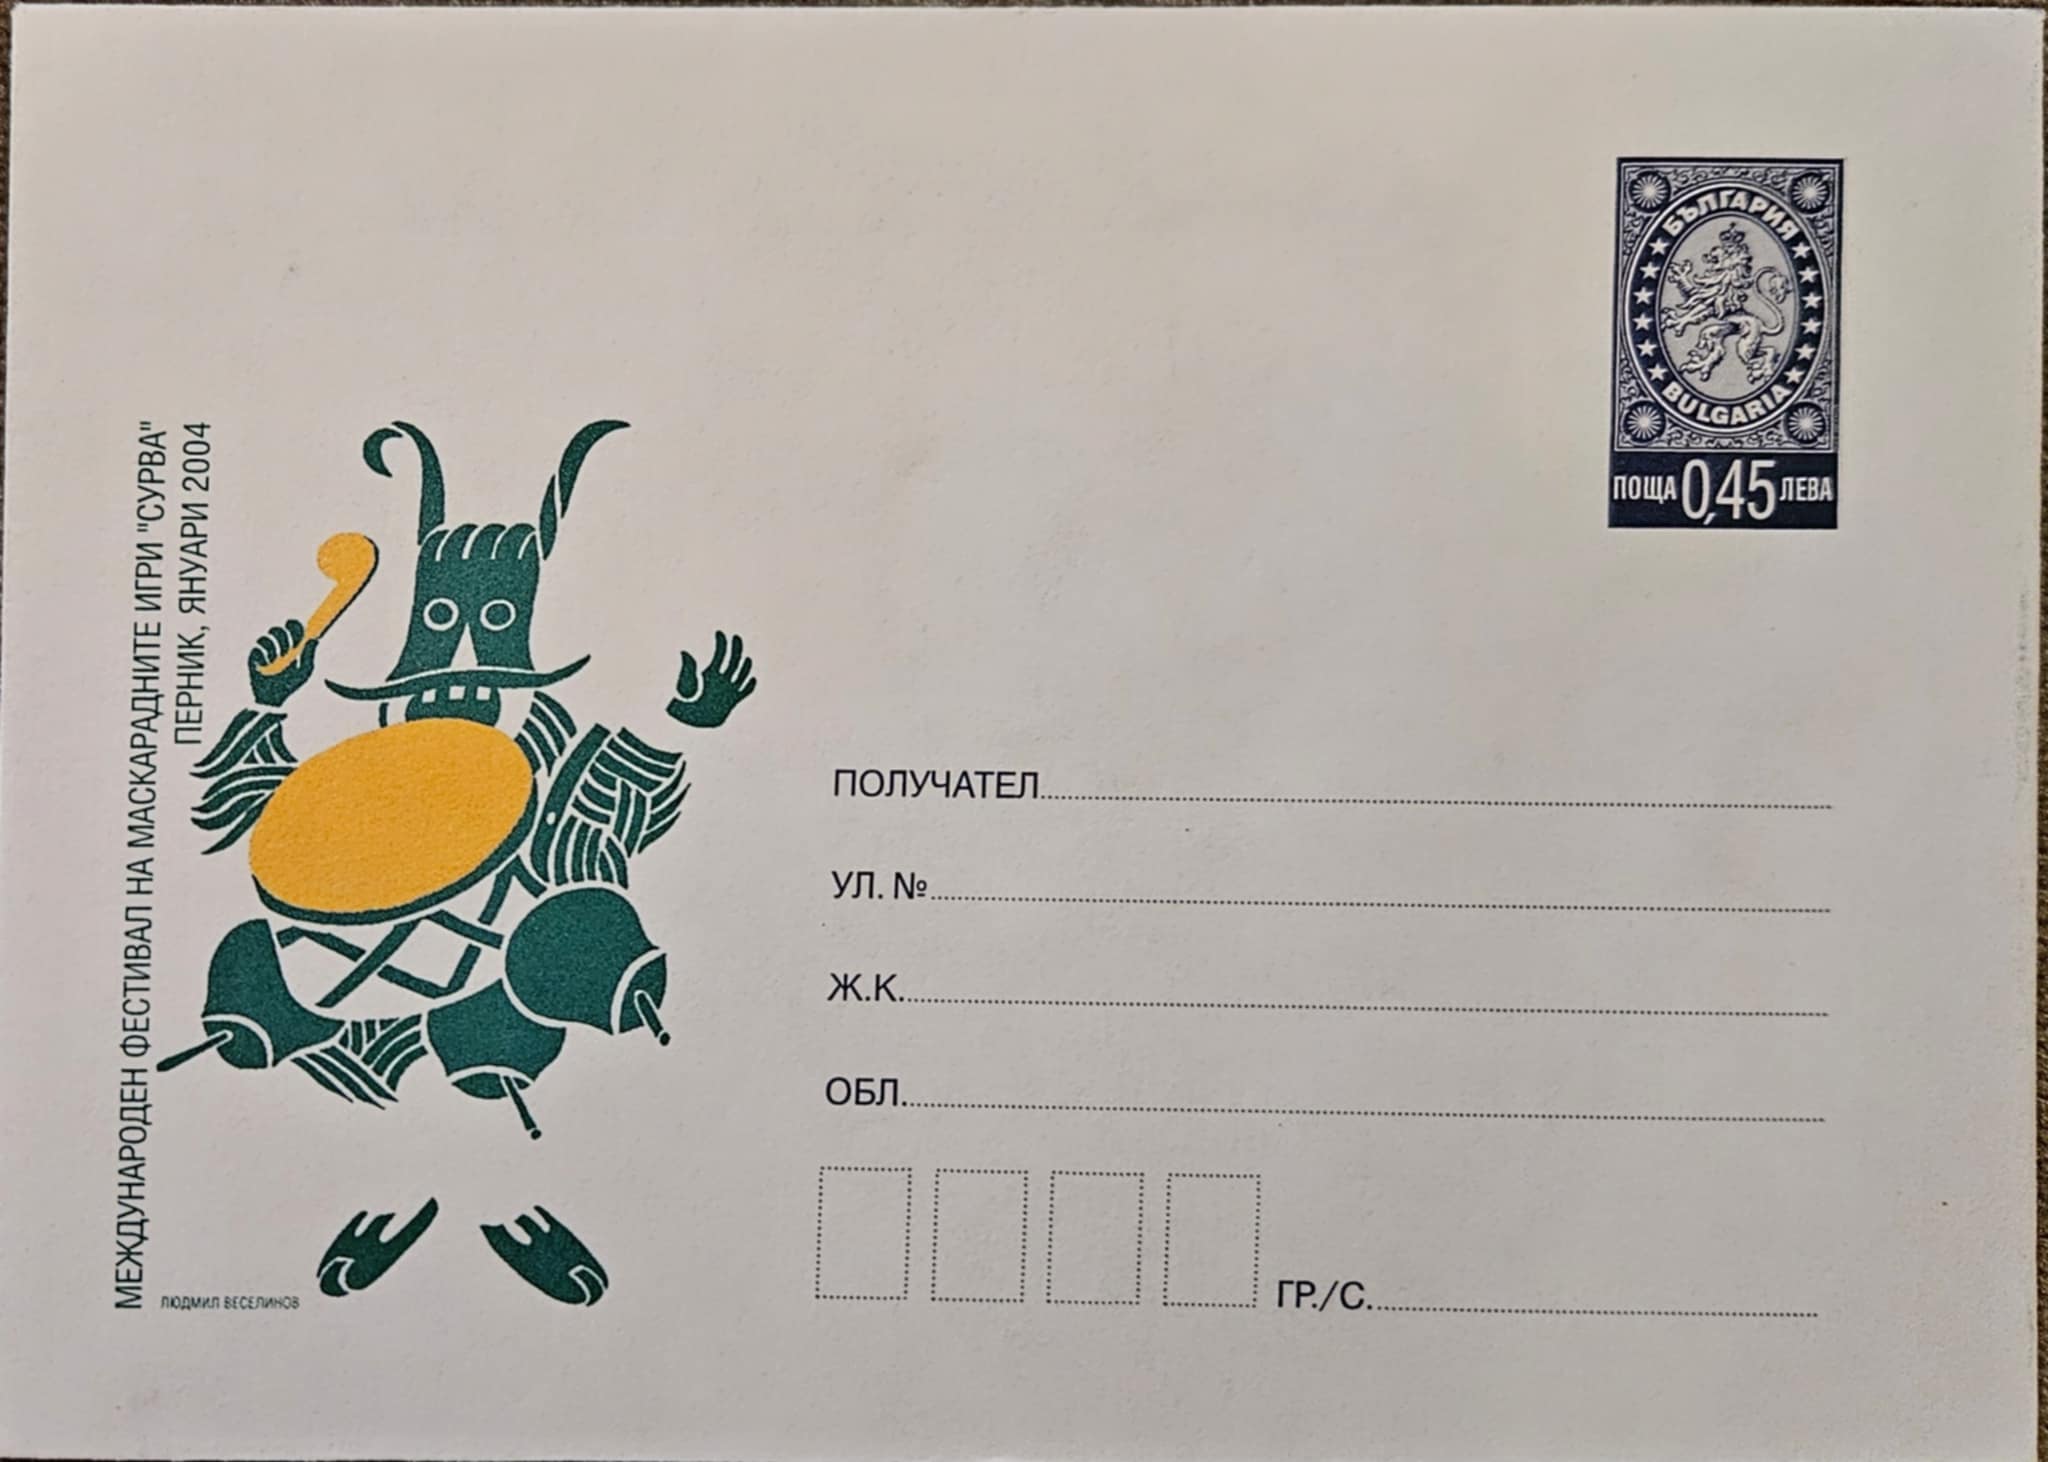 МЕЖДУНАРОДЕН ФЕСТИВАЛ НА МАСКАРАДНИТЕ ИГРИ "СУРВА"
ПЕРНИК, ЯНУАРИ 2004
ЛЮДМИЛ ВЕСЕЛИНОВ
БЪЛГАРИЯ
BULGARIA
ПОЩА 0,45 ЛЕВА
ПОЛУЧАТЕЛ
УЛ. №
Ж.К.
ОБЛ.
ГР./С.